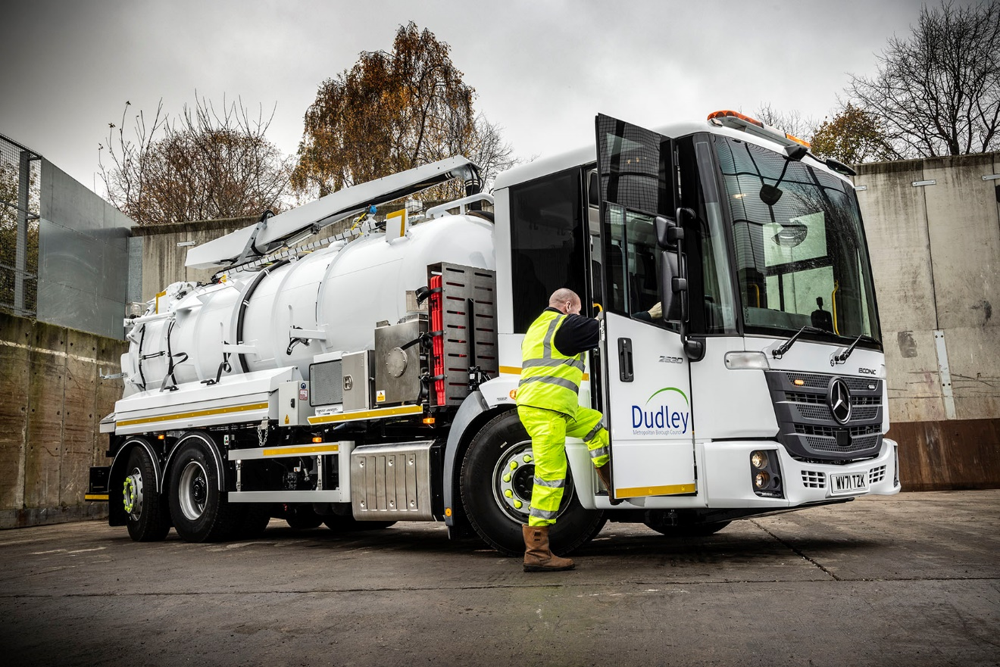 2630
Dudley
Metropolitan Borough Council
ECONIC
WV71 TZK